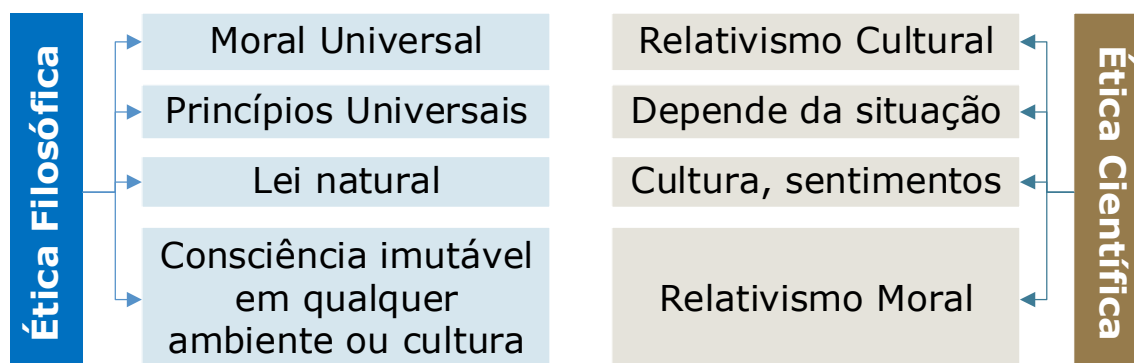 Ética Filosófica
Moral Universal
Princípios Universais
Lei natural
Consciência imutável
em qualquer
ambiente ou cultura
Relativismo Cultural
Depende da situação
Cultura, sentimentos
Relativismo Moral
Ética Científica